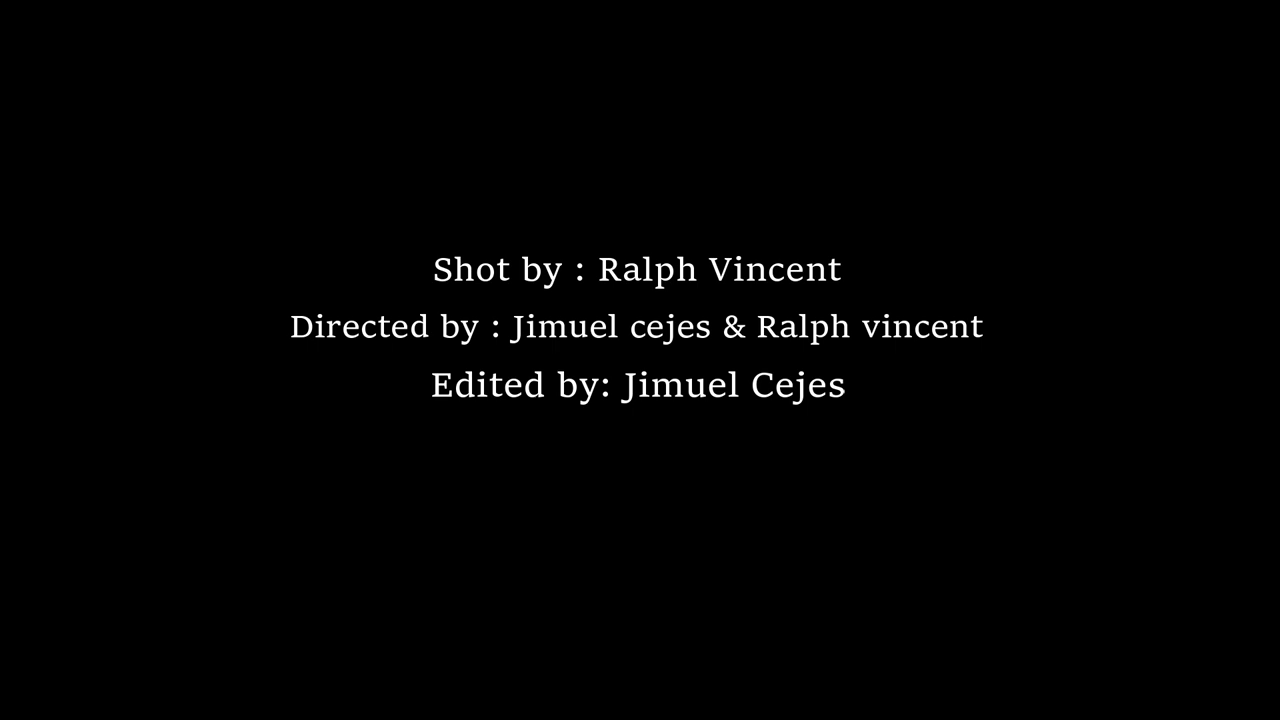 Shot by : Ralph Vincent
Directed by : Jimuel cejes & Ralph vincent
Edited by: Jimuel Cejes